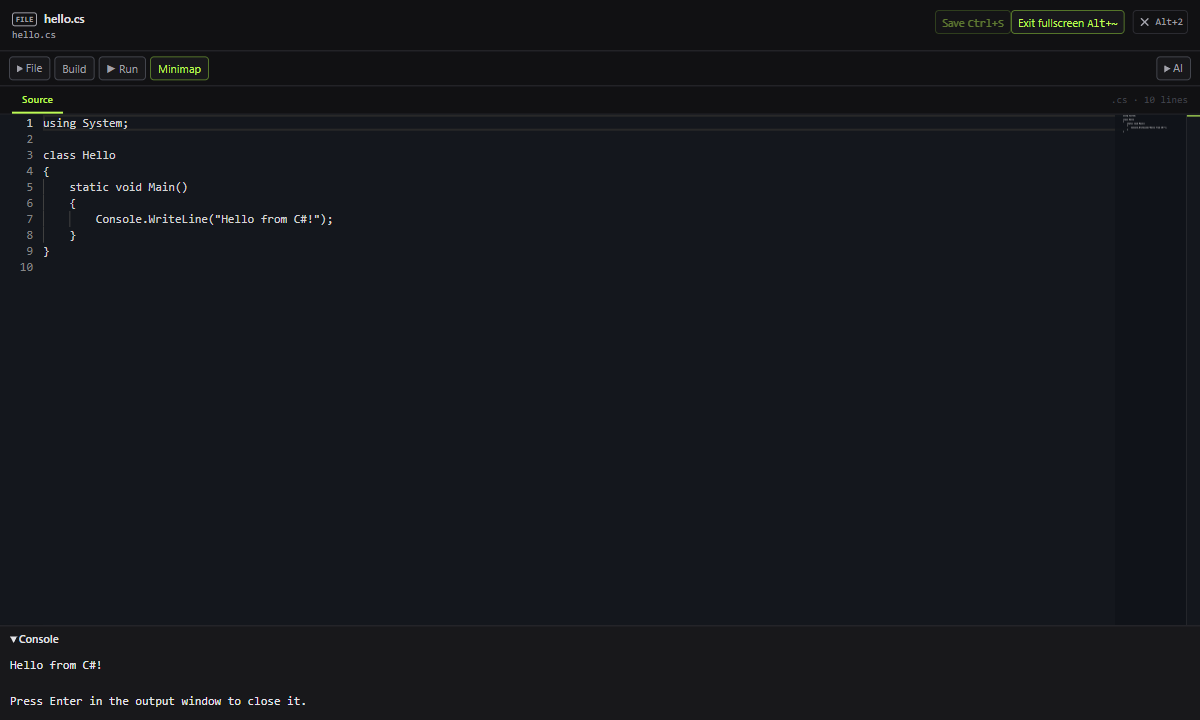 FILE hello.cs
hello.cs
Save Ctrl+S Exit fullscreen Alt+~ ✕ Alt+2
▶ File Build ▶ Run Minimap ▶ AI
Source .cs · 10 lines
1 using System;
2
3 class Hello
4 {
5     static void Main()
6     {
7         Console.WriteLine("Hello from C#!");
8     }
9 }
10
▼ Console
Hello from C#!
Press Enter in the output window to close it.